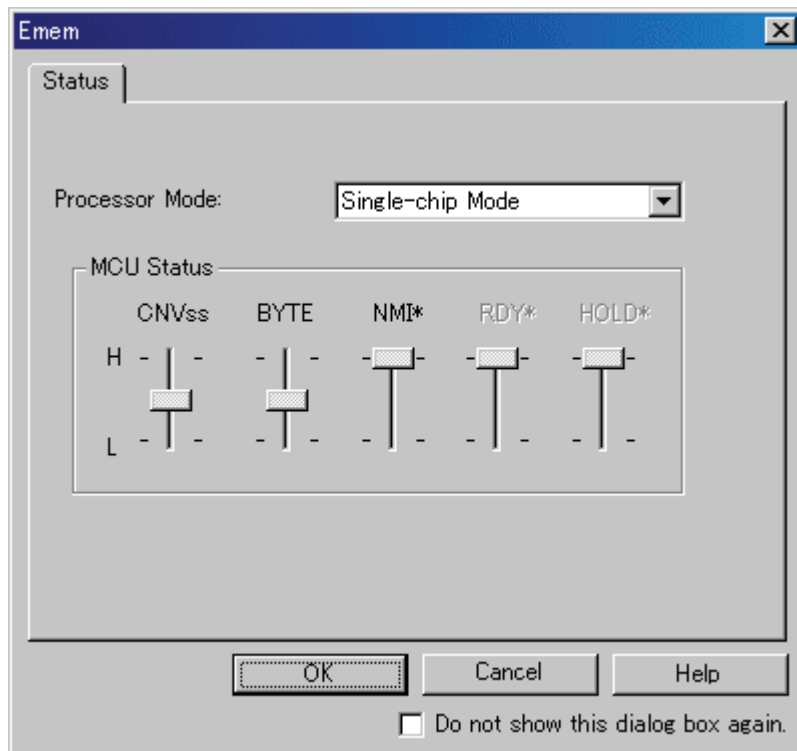 Emem
Status
Processor Mode: Single-chip Mode
MCU Status
CNVss BYTE NMI* RDY* HOLD*
H
L
OK Cancel Help
Do not show this dialog box again.